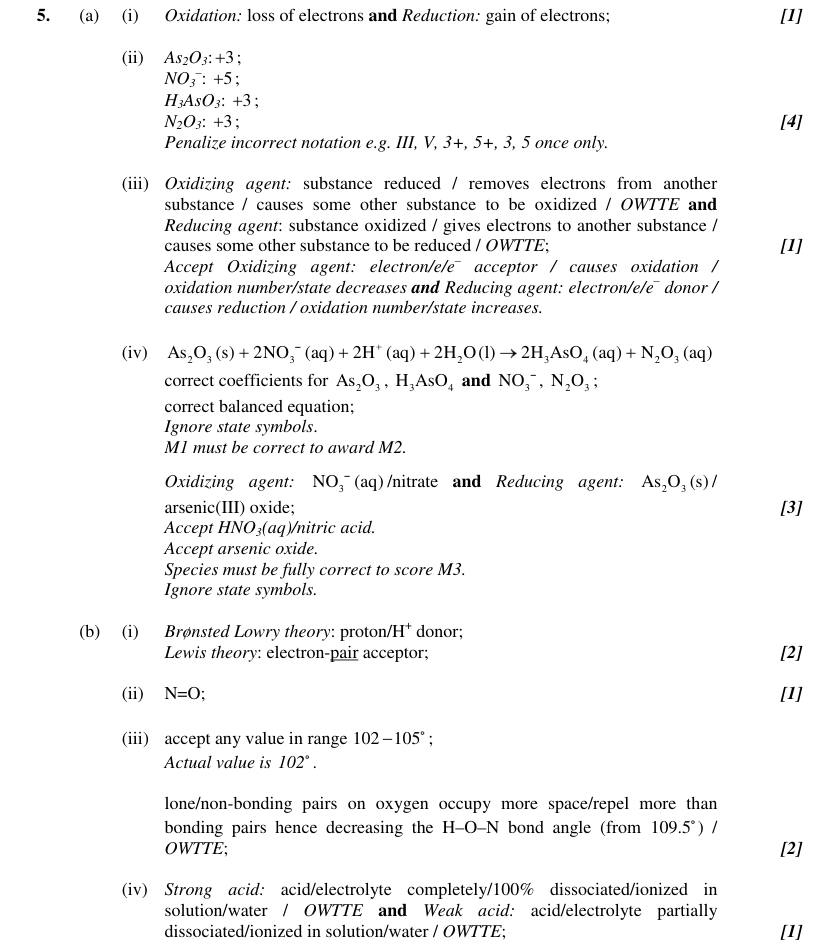 5. (a) (i) Oxidation: loss of electrons and Reduction: gain of electrons; [1]
(ii) As₂O₃: +3 ;
NO₃⁻: +5 ;
H₃AsO₃: +3 ;
N₂O₃: +3 ; [4]
Penalize incorrect notation e.g. III, V, 3+, 5+, 3, 5 once only.
(iii) Oxidizing agent: substance reduced / removes electrons from another
substance / causes some other substance to be oxidized / OWTTE and
Reducing agent: substance oxidized / gives electrons to another substance /
causes some other substance to be reduced / OWTTE; [1]
Accept Oxidizing agent: electron/e/e⁻ acceptor / causes oxidation /
oxidation number/state decreases and Reducing agent: electron/e/e⁻ donor /
causes reduction / oxidation number/state increases.
(iv) As₂O₃ (s) + 2NO₃⁻ (aq) + 2H⁺ (aq) + 2H₂O (l) → 2H₃AsO₄ (aq) + N₂O₃ (aq)
correct coefficients for As₂O₃ , H₃AsO₄ and NO₃⁻ , N₂O₃ ;
correct balanced equation;
Ignore state symbols.
M1 must be correct to award M2.
Oxidizing agent: NO₃⁻ (aq) /nitrate and Reducing agent: As₂O₃ (s) /
arsenic(III) oxide; [3]
Accept HNO₃(aq)/nitric acid.
Accept arsenic oxide.
Species must be fully correct to score M3.
Ignore state symbols.
(b) (i) Brønsted Lowry theory: proton/H⁺ donor;
Lewis theory: electron-pair acceptor; [2]
(ii) N=O; [1]
(iii) accept any value in range 102 – 105° ;
Actual value is 102° .
lone/non-bonding pairs on oxygen occupy more space/repel more than
bonding pairs hence decreasing the H–O–N bond angle (from 109.5° ) /
OWTTE; [2]
(iv) Strong acid: acid/electrolyte completely/100% dissociated/ionized in
solution/water / OWTTE and Weak acid: acid/electrolyte partially
dissociated/ionized in solution/water / OWTTE; [1]